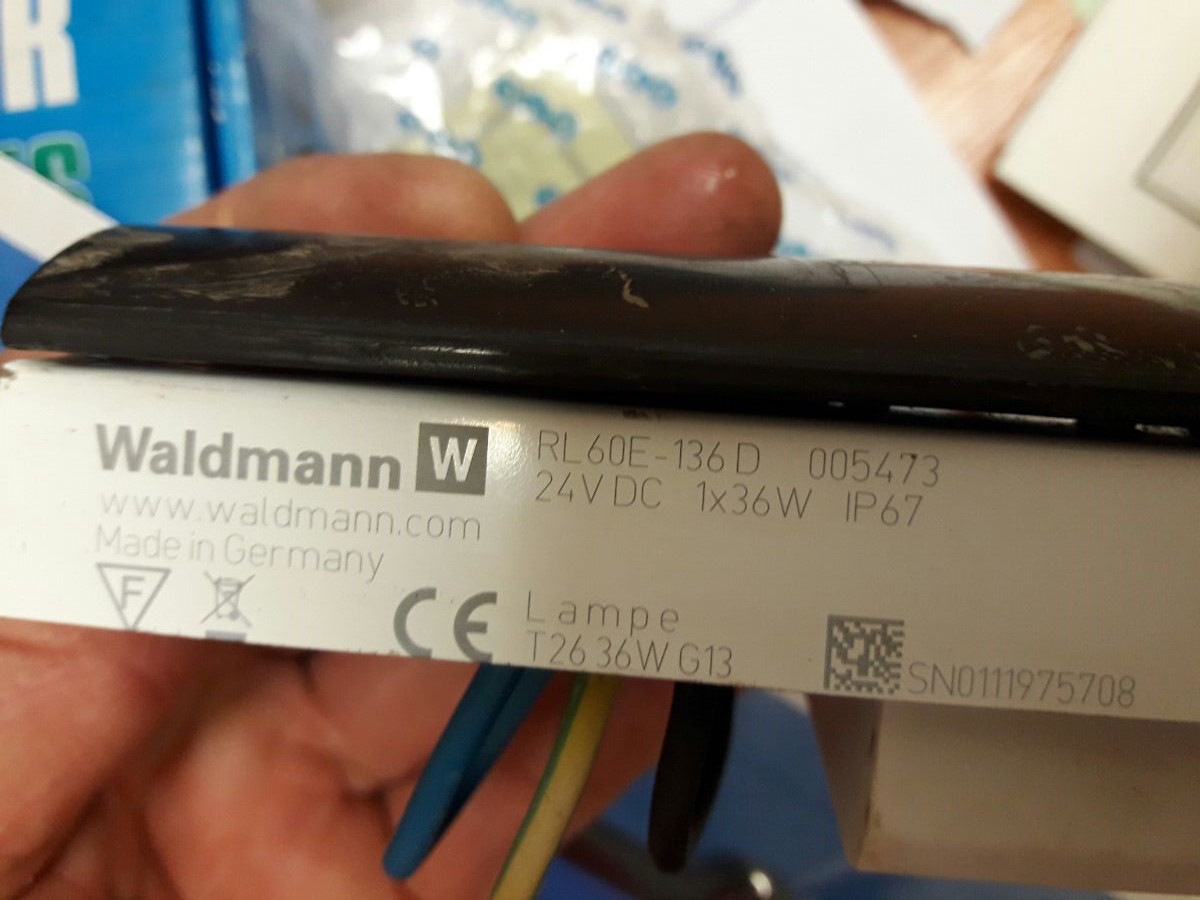 R
Waldmann W
www.waldmann.com
Made in Germany
F
CE
RL60E-136 D 005473
24V DC 1x36W IP67
Lampe
T26 36W G13
SN0111975708